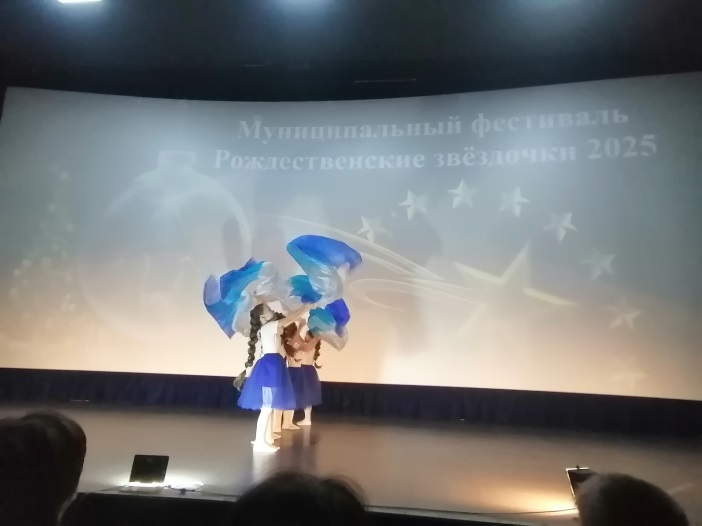 Муниципальный фестиваль
Рождественские звёздочки 2025